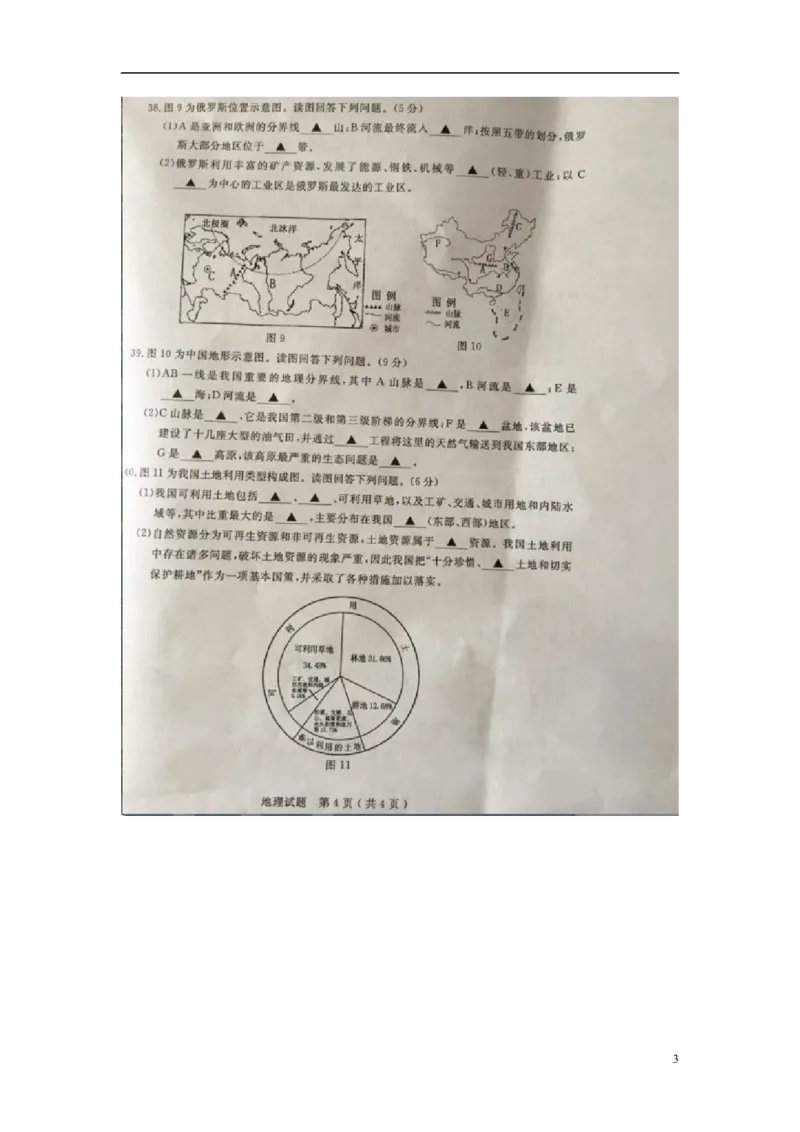 38.图9为俄罗斯位置示意图。读图回答下列问题。(5分)
(1)A是亚洲和欧洲的分界线 ▲ 山;B河流最终流入 ▲ 洋;按照五带的划分,俄罗
斯大部分地区位于 ▲ 带。
(2)俄罗斯利用丰富的矿产资源,发展了能源、钢铁、机械等 ▲ (轻、重)工业;以C
▲ 为中心的工业区是俄罗斯最发达的工业区。
北极圈
北冰洋
太
平
洋
C
A
B
图例
山脉
河流
城市
图9
F
C
G
A
B
D
E
图例
山脉
河流
图10
39.图10为中国地形示意图。读图回答下列问题。(9分)
(1)AB一线是我国重要的地理分界线,其中A山脉是 ▲ ,B河流是 ▲ ;E是
▲ 海;D河流是 ▲ 。
(2)C山脉是 ▲ ,它是我国第二级和第三级阶梯的分界线;F是 ▲ 盆地,该盆地已
建设了十几座大型的油气田,并通过 ▲ 工程将这里的天然气输送到我国东部地区;
G是 ▲ 高原,该高原最严重的生态问题是 ▲ 。
40.图11为我国土地利用类型构成图。读图回答下列问题。(6分)
(1)我国可利用土地包括 ▲ 、 ▲ 、可利用草地,以及工矿、交通、城市用地和内陆水
域等,其中比重最大的是 ▲ ,主要分布在我国 ▲ (东部、西部)地区。
(2)自然资源分为可再生资源和非可再生资源,土地资源属于 ▲ 资源。我国土地利用
中存在诸多问题,破坏土地资源的现象严重,因此我国把“十分珍惜、 ▲ 土地和切实
保护耕地”作为一项基本国策,并采取了各种措施加以落实。
可
利
用
土
地
可利用草地
34.49%
林地31.86%
耕地12.68%
工矿、交通、城
难以利用的土地
图11
地理试题 第4页(共4页)
3